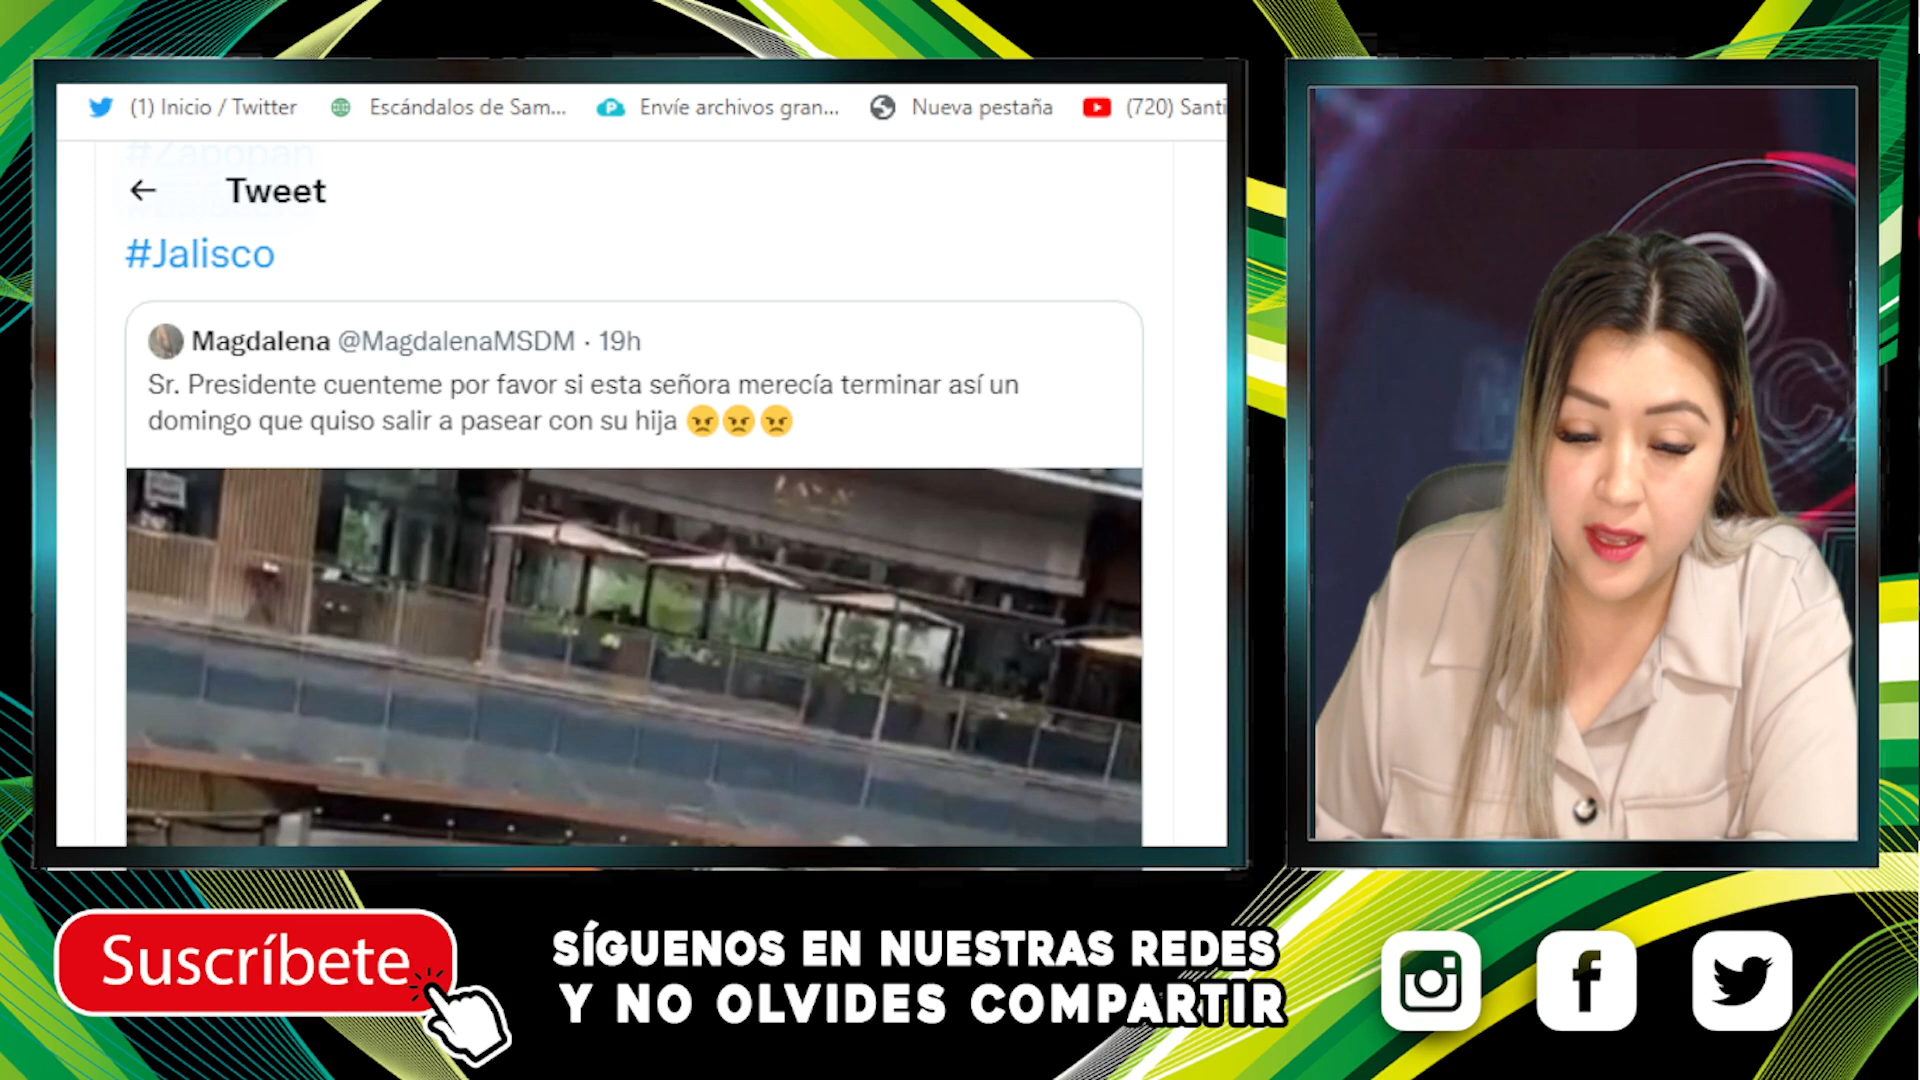 (1) Inicio / Twitter
Escándalos de Sam...
Envíe archivos gran...
Nueva pestaña
(720) Santi
#Zapopan
← Tweet
#Jalisco
Magdalena @MagdalenaMSDM · 19h
Sr. Presidente cuenteme por favor si esta señora merecía terminar así un
domingo que quiso salir a pasear con su hija 😠😠😠
Suscríbete
SÍGUENOS EN NUESTRAS REDES
Y NO OLVIDES COMPARTIR